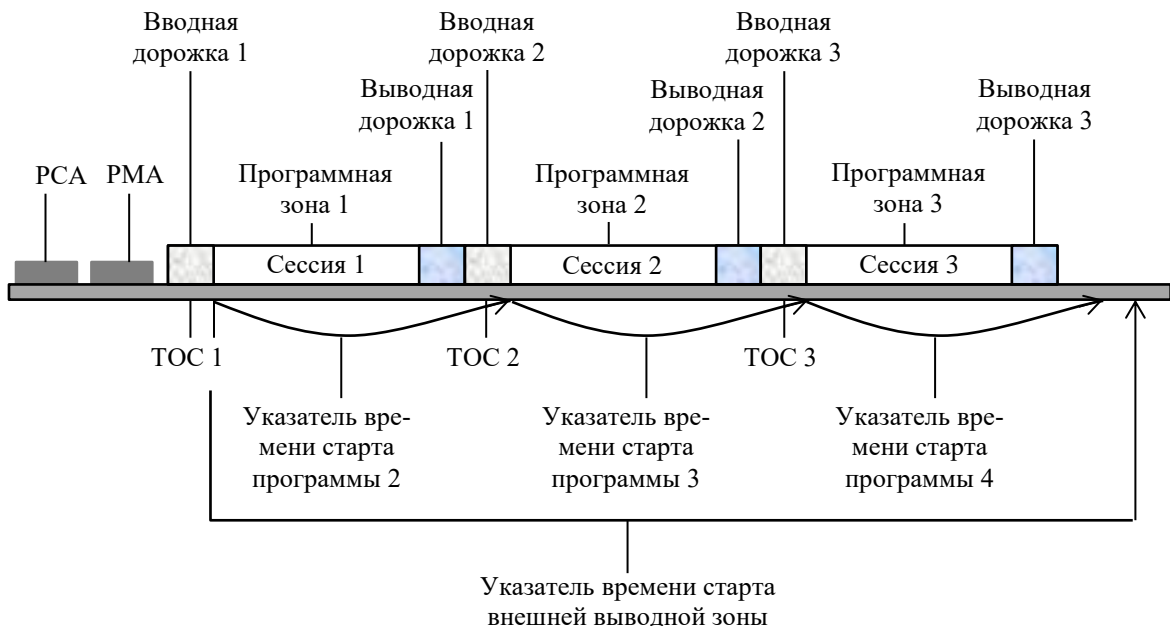 Вводная
дорожка 1
Вводная
дорожка 2
Вводная
дорожка 3
Выводная
дорожка 1
Выводная
дорожка 2
Выводная
дорожка 3
PCA
PMA
Программная
зона 1
Программная
зона 2
Программная
зона 3
Сессия 1
Сессия 2
Сессия 3
TOC 1
TOC 2
TOC 3
Указатель вре-
мени старта
программы 2
Указатель вре-
мени старта
программы 3
Указатель вре-
мени старта
программы 4
Указатель времени старта
внешней выводной зоны